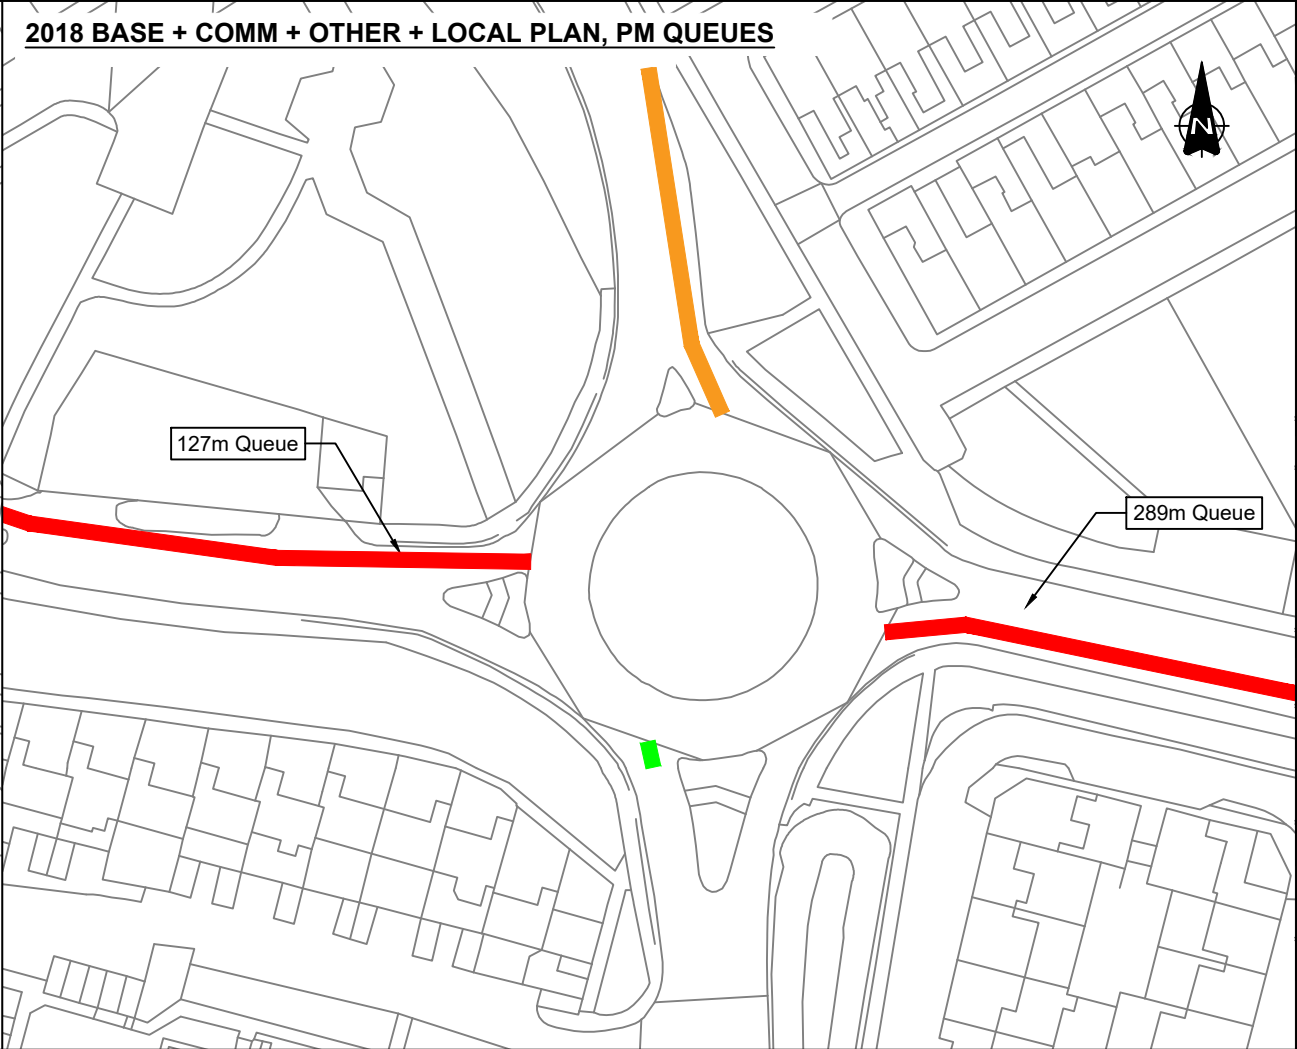 2018 BASE + COMM + OTHER + LOCAL PLAN, PM QUEUES
N
127m Queue
289m Queue